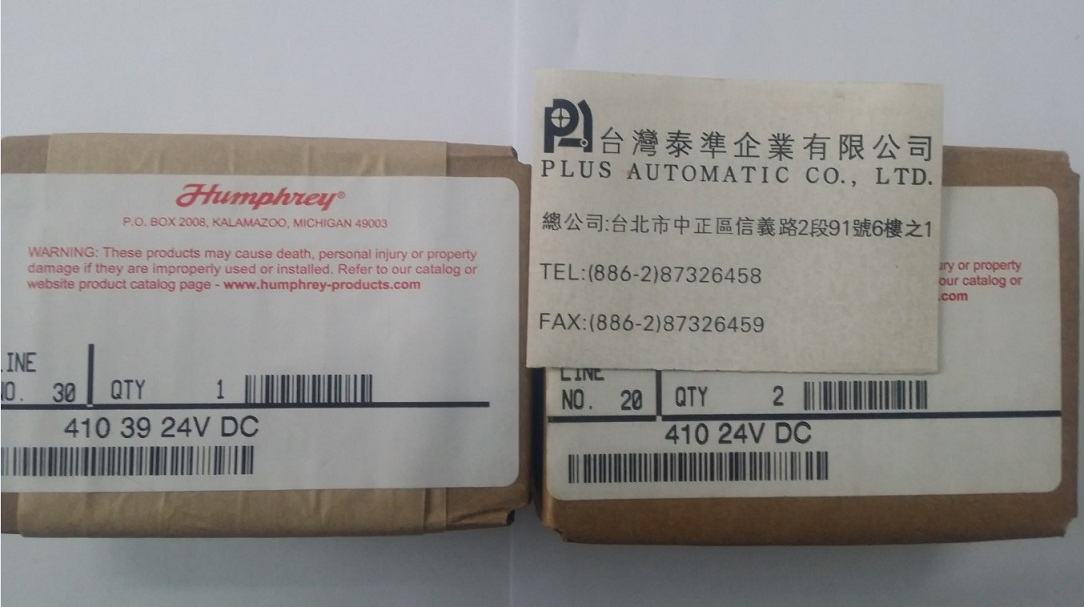 Humphrey®
P.O. BOX 2008, KALAMAZOO, MICHIGAN 49003
WARNING: These products may cause death, personal injury or property
damage if they are improperly used or installed. Refer to our catalog or
website product catalog page - www.humphrey-products.com
LINE
NO. 30 QTY 1
410 39 24V DC
台灣泰準企業有限公司
PLUS AUTOMATIC CO., LTD.
總公司:台北市中正區信義路2段91號6樓之1
TEL:(886-2)87326458
FAX:(886-2)87326459
ury or property
our catalog or
.com
LINE
NO. 20 QTY 2
410 24V DC